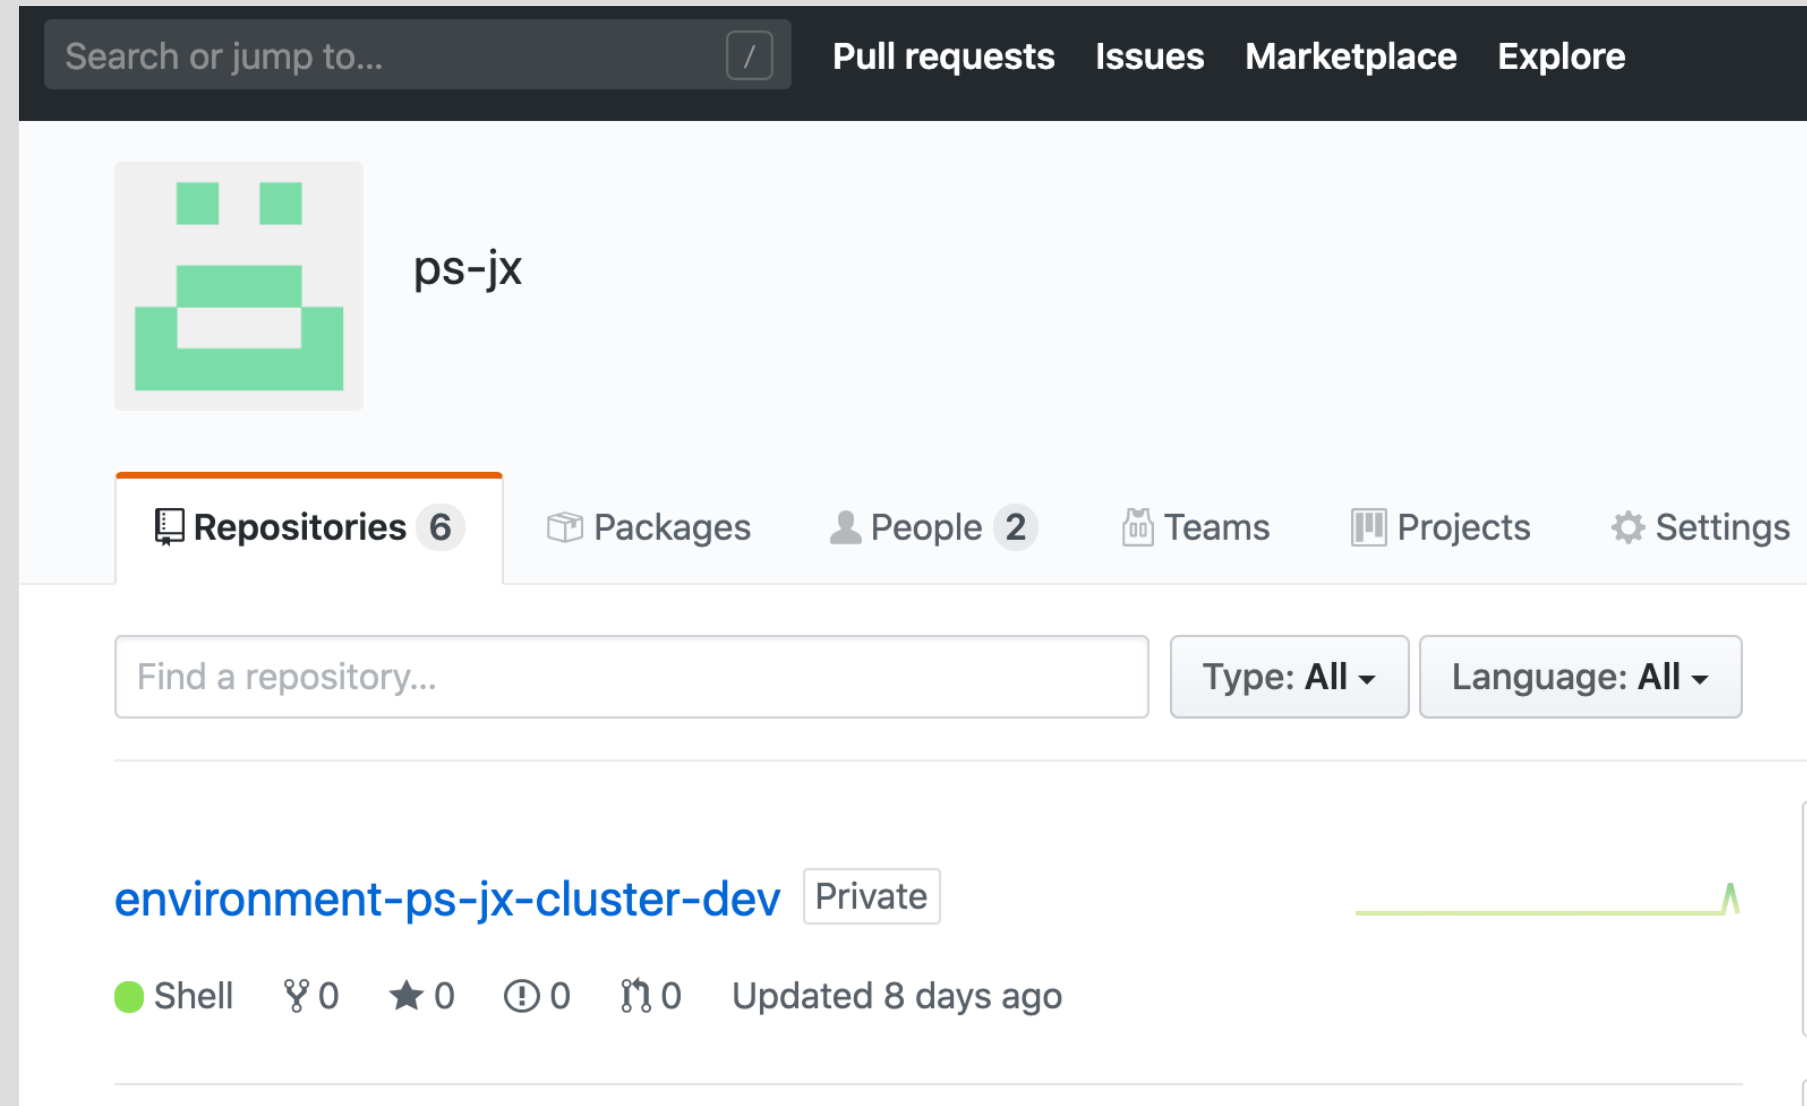 Search or jump to... / Pull requests Issues Marketplace Explore
ps-jx
Repositories 6 Packages People 2 Teams Projects Settings
Find a repository... Type: All Language: All
environment-ps-jx-cluster-dev Private
Shell 0 0 0 0 Updated 8 days ago